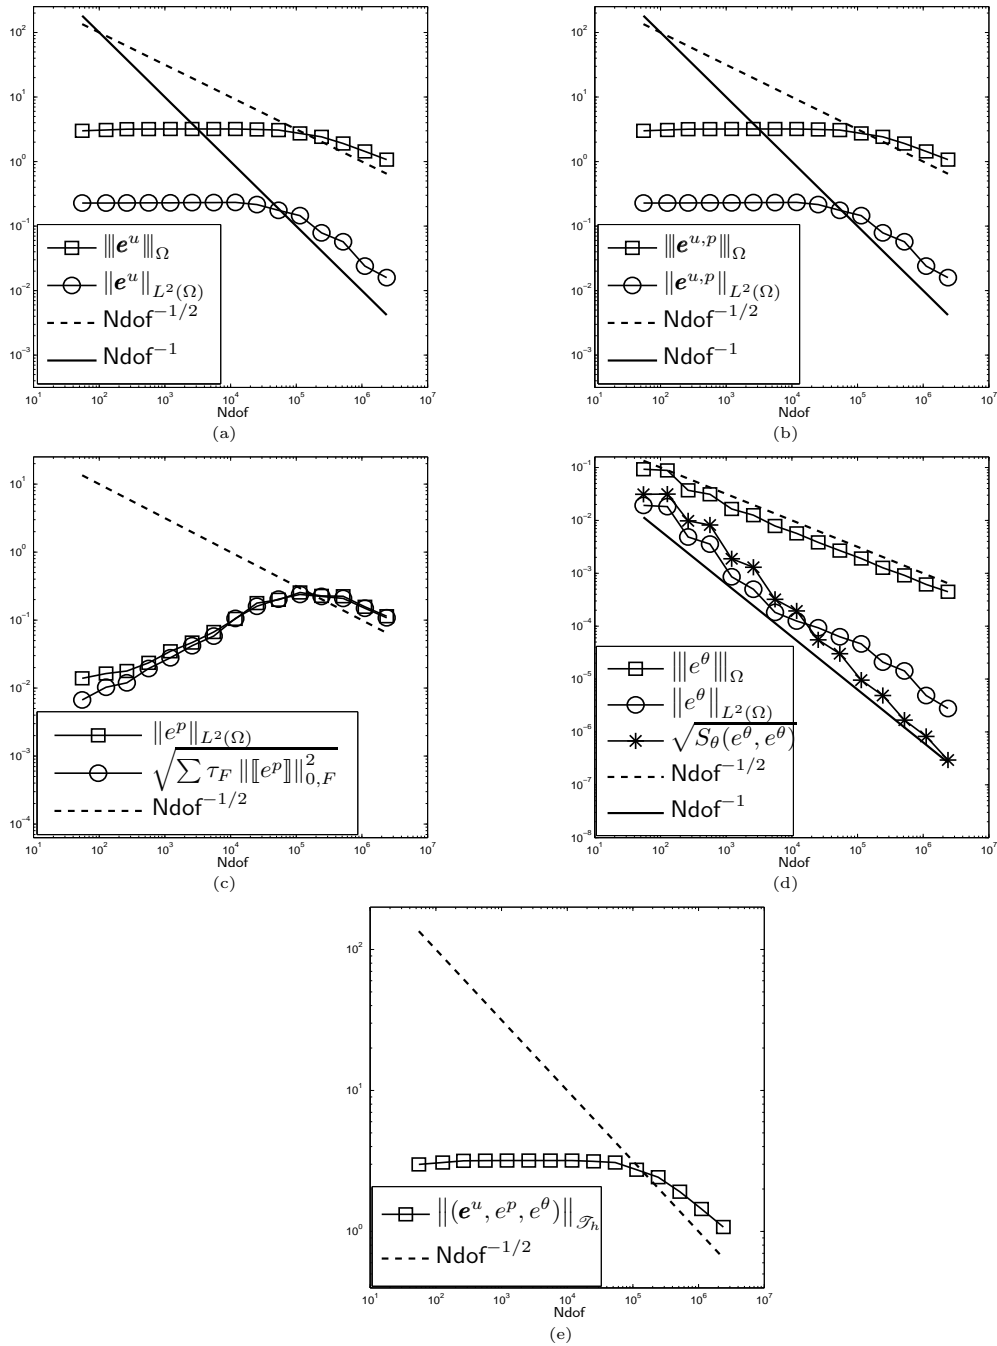 10^2
10^1
10^0
10^{-1}
10^{-2}
10^{-3}
|||e^u|||_Ω
||e^u||_{L^2(Ω)}
Ndof^{-1/2}
Ndof^{-1}
10^1 10^2 10^3 10^4 10^5 10^6 10^7
Ndof
(a)
10^2
10^1
10^0
10^{-1}
10^{-2}
10^{-3}
|||e^{u,p}|||_Ω
||e^{u,p}||_{L^2(Ω)}
Ndof^{-1/2}
Ndof^{-1}
10^1 10^2 10^3 10^4 10^5 10^6 10^7
Ndof
(b)
10^1
10^0
10^{-1}
10^{-2}
10^{-3}
10^{-4}
||e^p||_{L^2(Ω)}
√(∑ τ_F ||⟦e^p⟧||^2_{0,F})
Ndof^{-1/2}
10^1 10^2 10^3 10^4 10^5 10^6 10^7
Ndof
(c)
10^{-1}
10^{-2}
10^{-3}
10^{-4}
10^{-5}
10^{-6}
10^{-7}
10^{-8}
|||e^θ|||_Ω
||e^θ||_{L^2(Ω)}
√(S_θ(e^θ, e^θ))
Ndof^{-1/2}
Ndof^{-1}
10^1 10^2 10^3 10^4 10^5 10^6 10^7
Ndof
(d)
10^2
10^1
10^0
||(e^u, e^p, e^θ)||_{𝒯_h}
Ndof^{-1/2}
10^1 10^2 10^3 10^4 10^5 10^6 10^7
Ndof
(e)